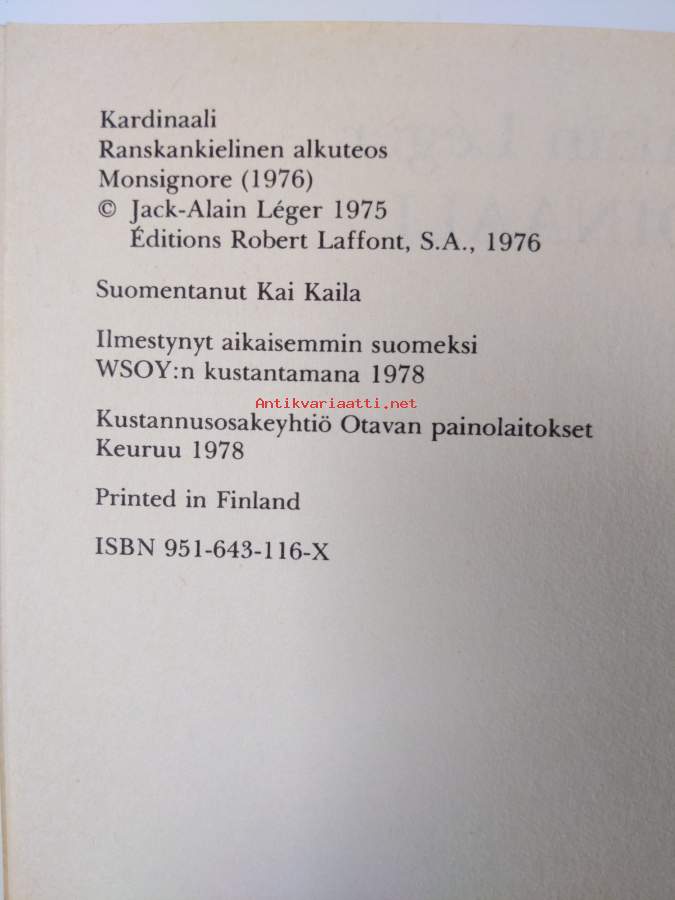 Kardinaali
Ranskankielinen alkuteos
Monsignore (1976)
© Jack-Alain Léger 1975
Éditions Robert Laffont, S.A., 1976
Suomentanut Kai Kaila
Ilmestynyt aikaisemmin suomeksi
WSOY:n kustantamana 1978
Antikvariaatti.net
Kustannusosakeyhtiö Otavan painolaitokset
Keuruu 1978
Printed in Finland
ISBN 951-643-116-X